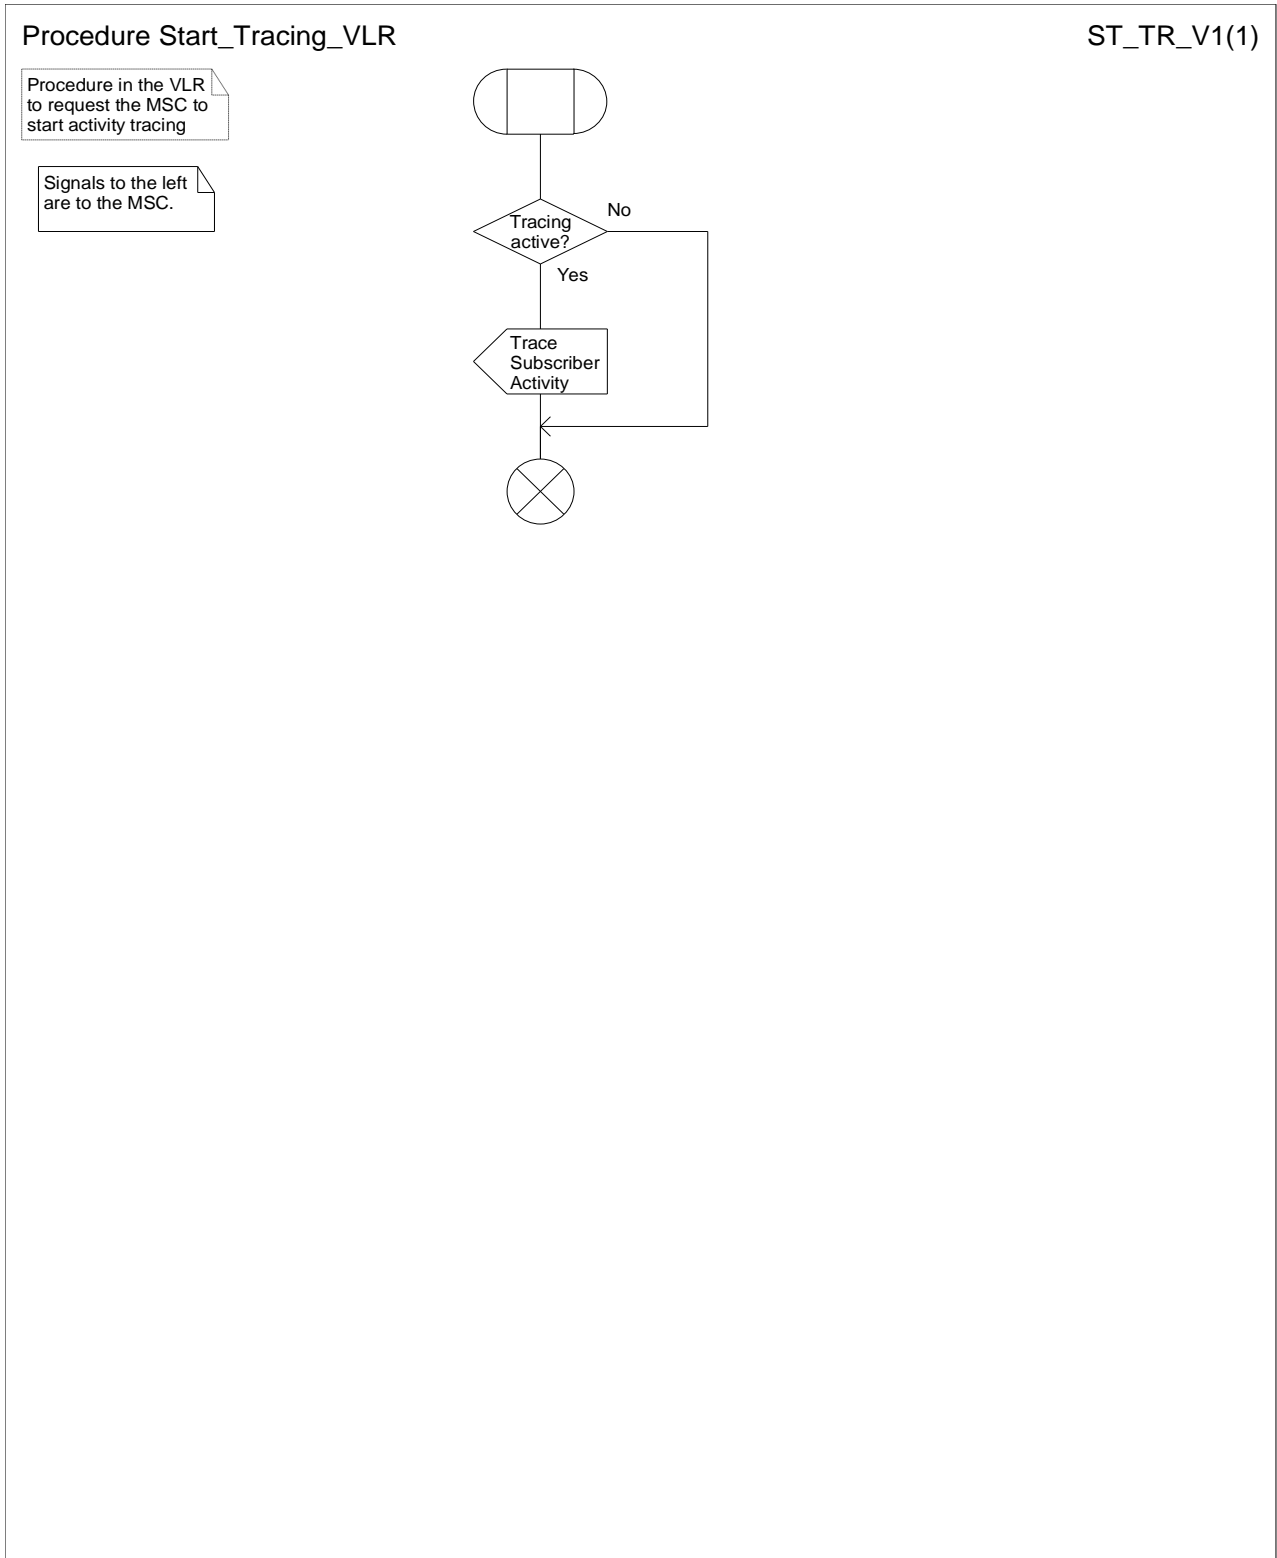 Procedure Start_Tracing_VLR
ST_TR_V1(1)
Procedure in the VLR
to request the MSC to
start activity tracing
Signals to the left
are to the MSC.
Tracing
active?
No
Yes
Trace
Subscriber
Activity